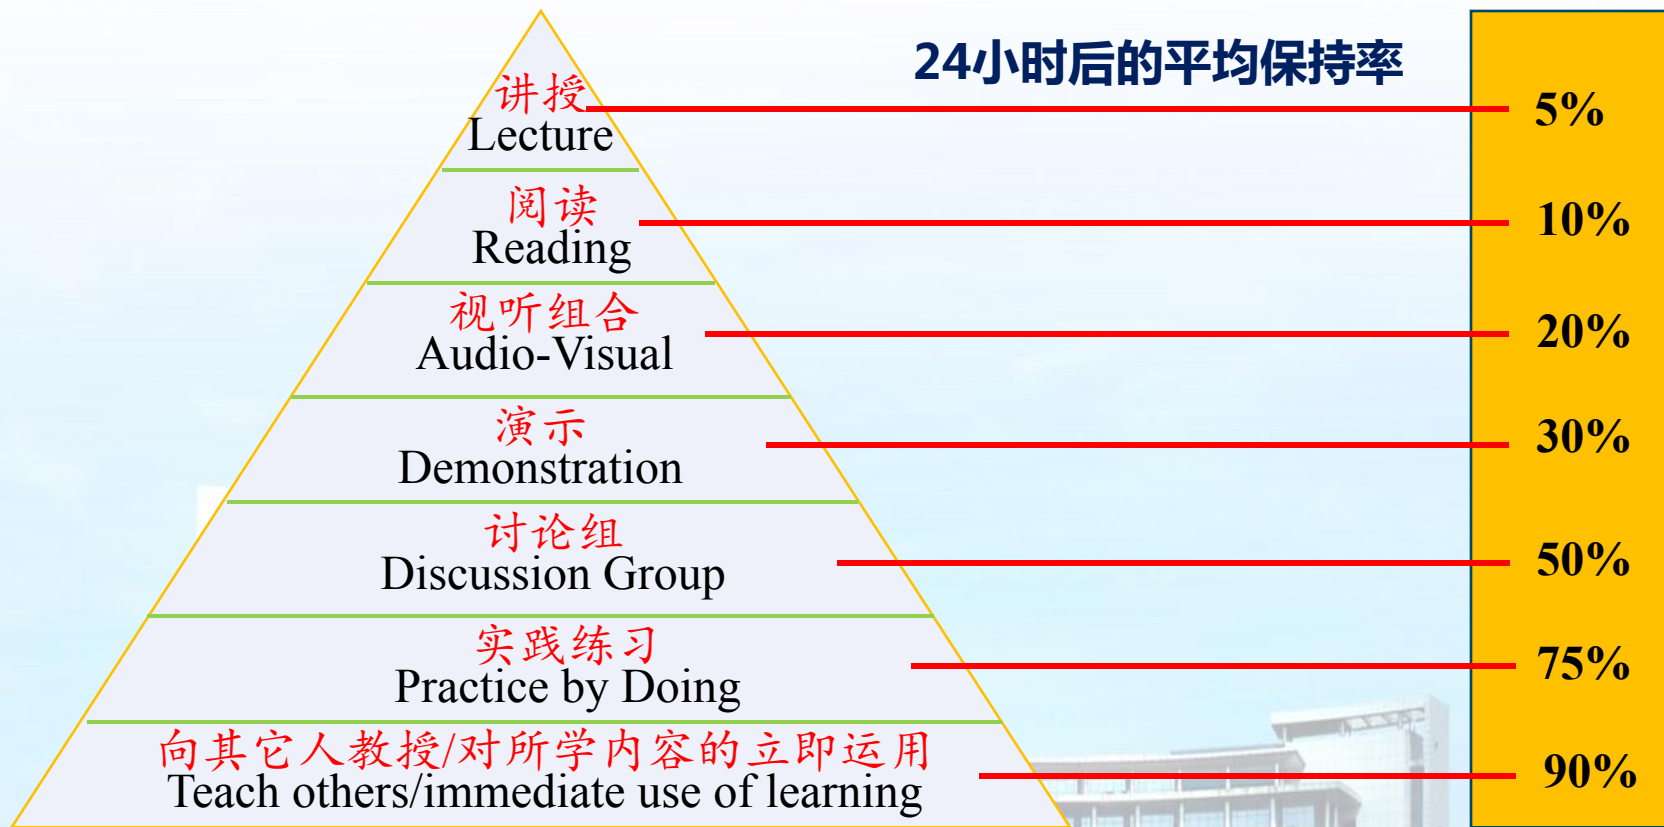 24小时后的平均保持率
讲授
Lecture
5%
阅读
Reading
10%
视听组合
Audio-Visual
20%
演示
Demonstration
30%
讨论组
Discussion Group
50%
实践练习
Practice by Doing
75%
向其它人教授/对所学内容的立即运用
Teach others/immediate use of learning
90%